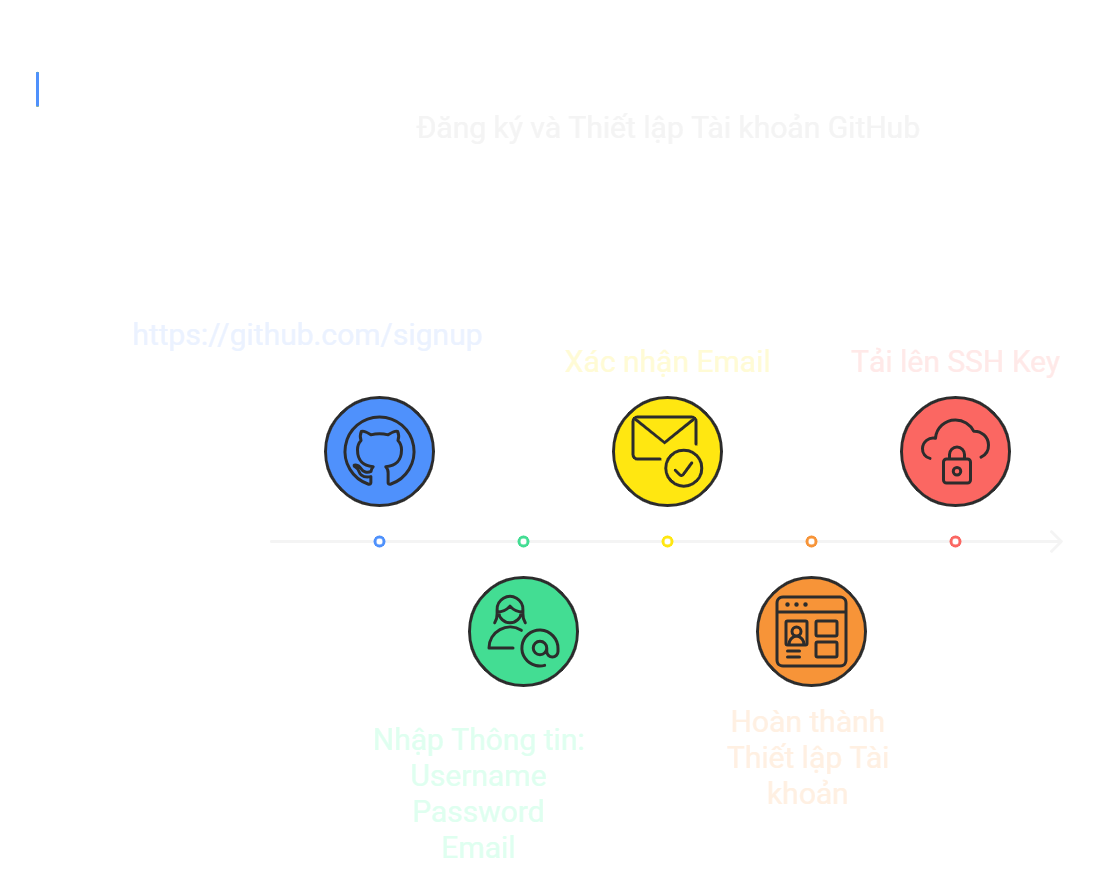 Đăng ký và Thiết lập Tài khoản GitHub
https://github.com/signup
Xác nhận Email
Tải lên SSH Key
Nhập Thông tin:
Username
Password
Email
Hoàn thành
Thiết lập Tài
khoản